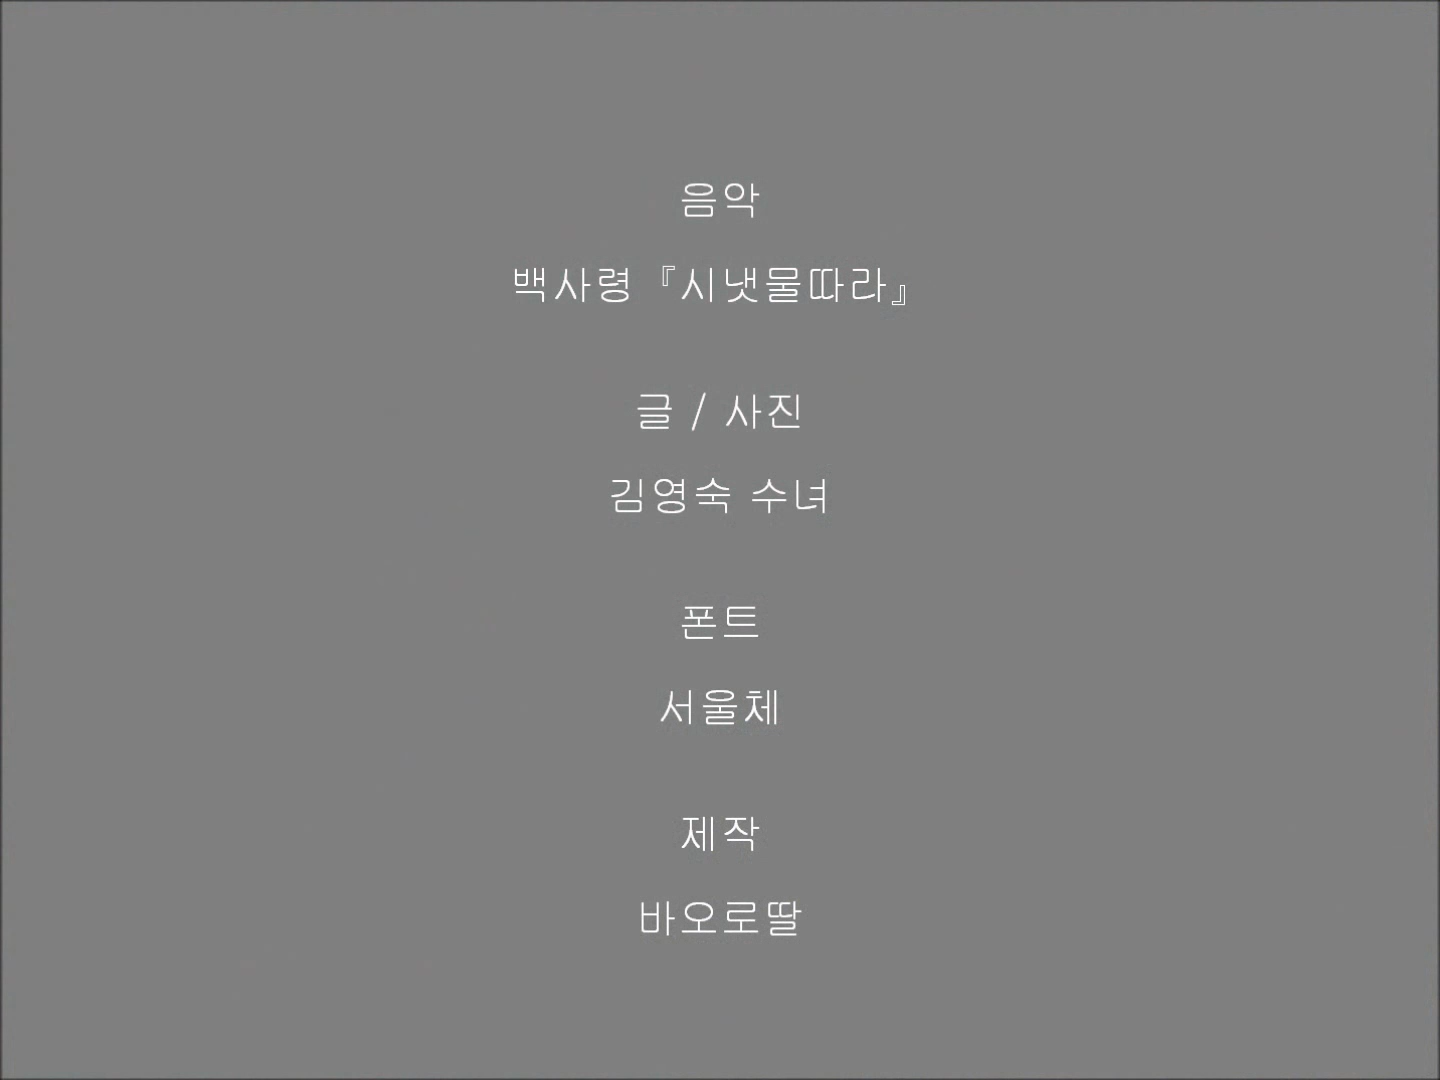 음악
백사령『시냇물따라』
글 / 사진
김영숙 수녀
폰트
서울체
제작
바오로딸